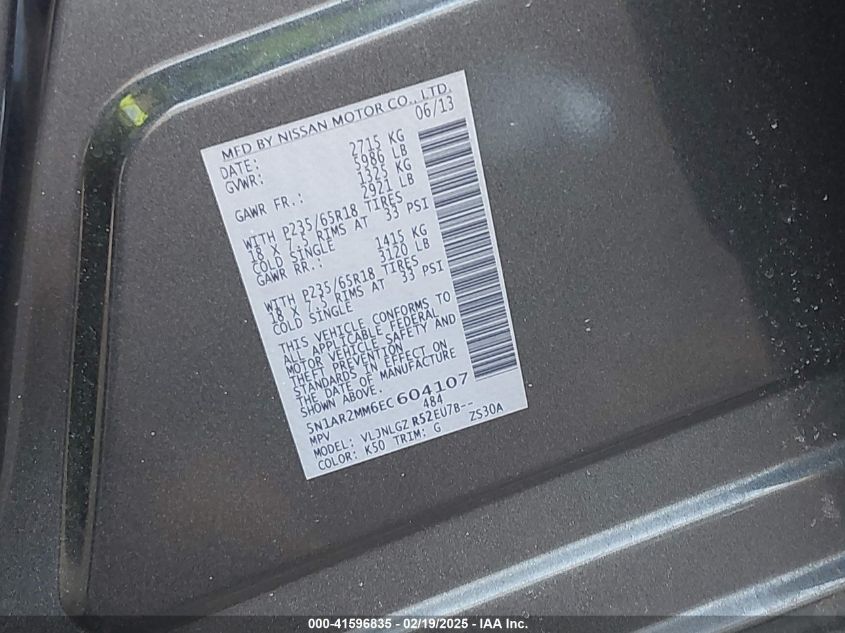 MFD BY NISSAN MOTOR CO., LTD.
DATE: 06/13
GVWR: 2715 KG
5986 LB
GAWR FR.: 1325 KG
2921 LB
WITH P235/65R18 TIRES
18 X 7.5 RIMS AT 33 PSI
COLD SINGLE
GAWR RR.: 1415 KG
3120 LB
WITH P235/65R18 TIRES
18 X 7.5 RIMS AT 33 PSI
COLD SINGLE
THIS VEHICLE CONFORMS TO
ALL APPLICABLE FEDERAL
MOTOR VEHICLE SAFETY AND
THEFT PREVENTION
STANDARDS IN EFFECT ON
THE DATE OF MANUFACTURE
SHOWN ABOVE.
5N1AR2MM6EC604107
MPV 484
MODEL: VLJNLGZ R52EU7B--
COLOR: K50 TRIM: G ZS30A
000-41596835 - 02/19/2025 - IAA Inc.